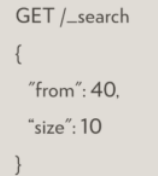 GET /_search
{
"from": 40,
"size": 10
}